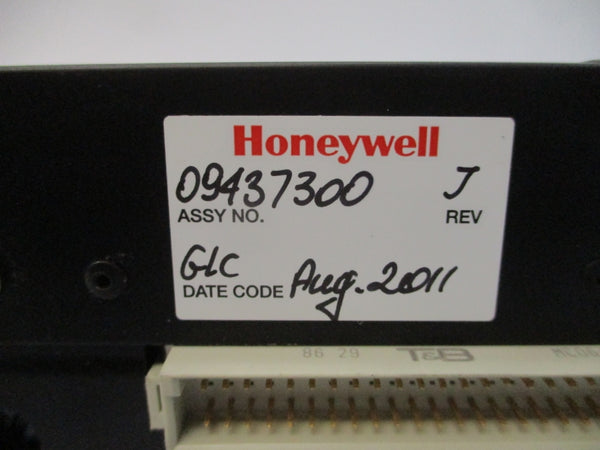 Honeywell
09437300 J
ASSY NO. REV
GLC
DATE CODE Aug. 2011
86 29 T&B